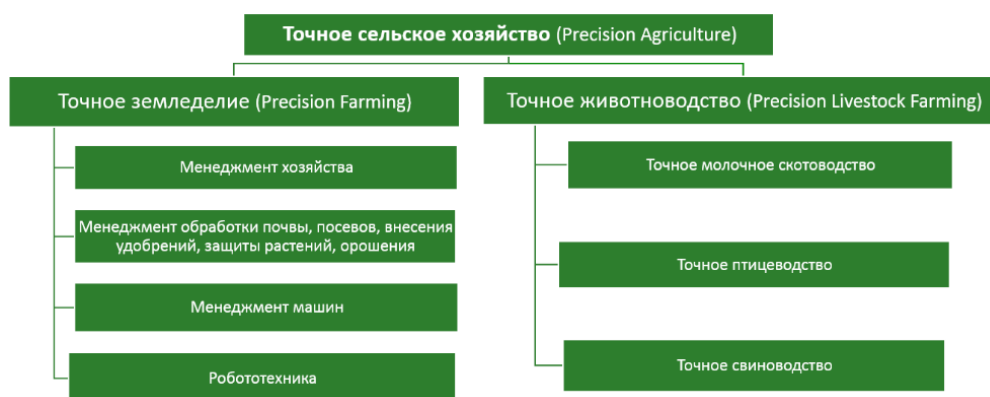 Точное сельское хозяйство (Precision Agriculture)
Точное земледелие (Precision Farming)
Менеджмент хозяйства
Менеджмент обработки почвы, посевов, внесения
удобрений, защиты растений, орошения
Менеджмент машин
Робототехника
Точное животноводство (Precision Livestock Farming)
Точное молочное скотоводство
Точное птицеводство
Точное свиноводство